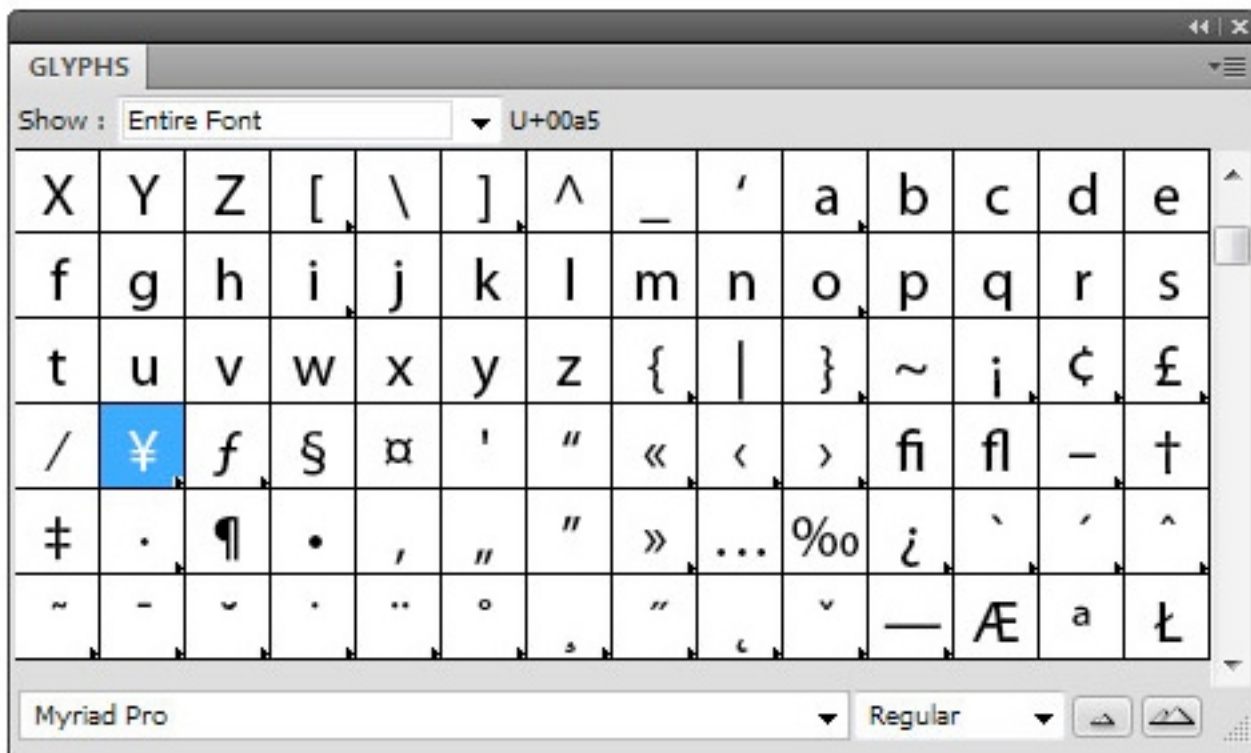 GLYPHS
Show : Entire Font U+00a5
X Y Z [ \ ] ^ _ ‘ a b c d e
f g h i j k l m n o p q r s
t u v w x y z { | } ~ ¡ ¢ £
⁄ ¥ ƒ § ¤ ' “ « ‹ › fi fl – †
‡ · ¶ • ‚ „ ” » … ‰ ¿ ` ´ ˆ
˜ ¯ ˘ ˙ ¨ ˚ ¸ ˝ ˛ ˇ — Æ ª Ł
Myriad Pro Regular